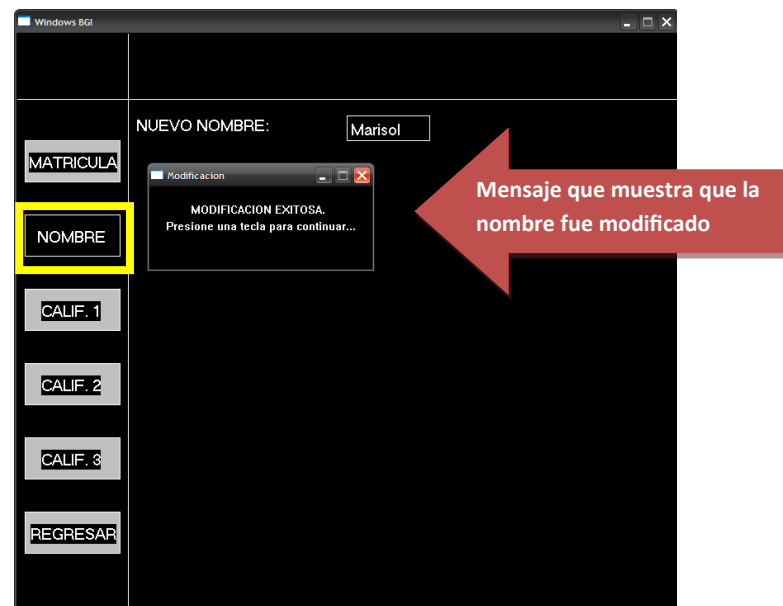 Windows BGI
NUEVO NOMBRE:
Marisol
MATRICULA
Modificacion
MODIFICACION EXITOSA.
Presione una tecla para continuar...
Mensaje que muestra que la
nombre fue modificado
NOMBRE
CALIF. 1
CALIF. 2
CALIF. 3
REGRESAR